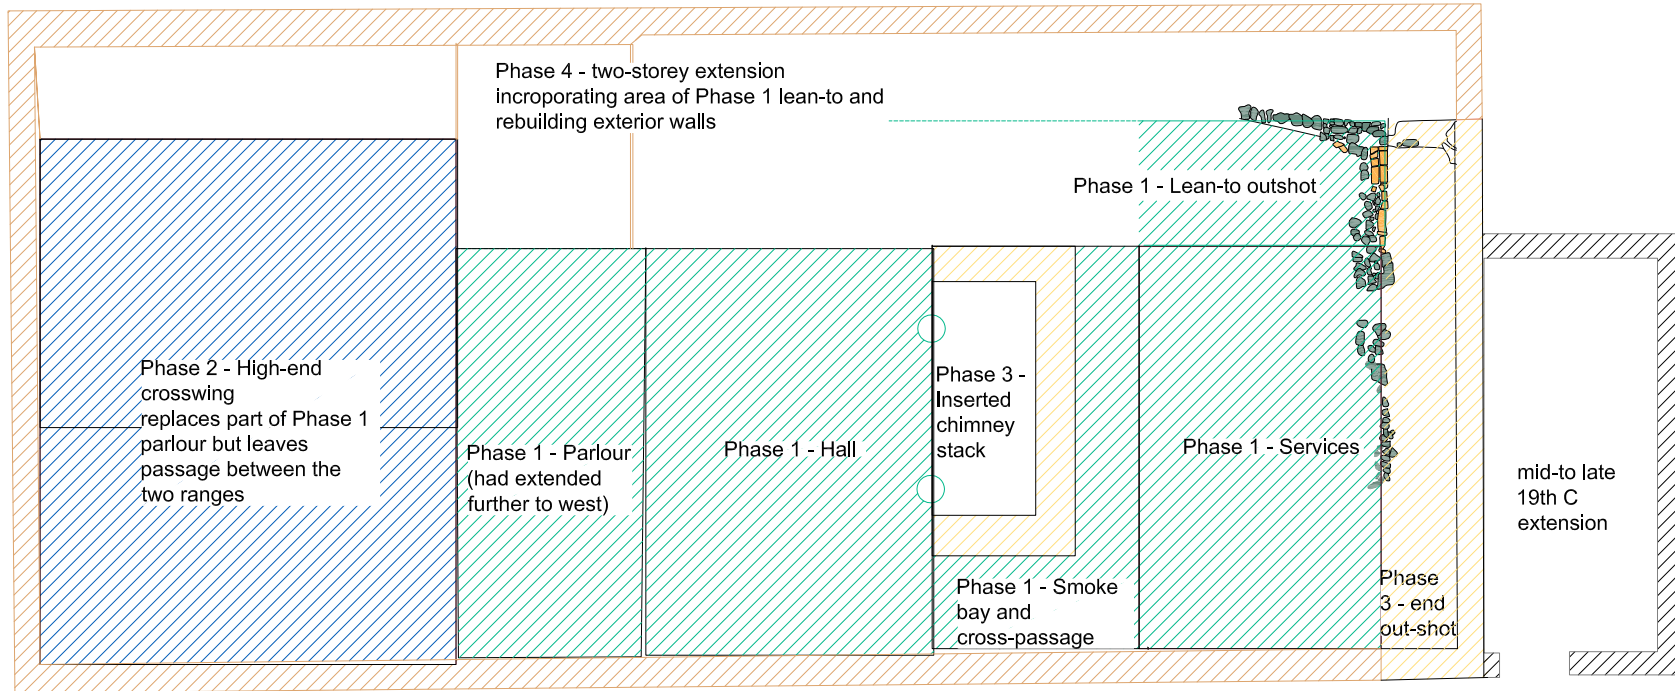 Phase 4 - two-storey extension
incroporating area of Phase 1 lean-to and
rebuilding exterior walls
Phase 1 - Lean-to outshot
Phase 2 - High-end
crosswing
replaces part of Phase 1
parlour but leaves
passage between the
two ranges
Phase 1 - Parlour
(had extended
further to west)
Phase 1 - Hall
Phase 3 -
Inserted
chimney
stack
Phase 1 - Smoke
bay and
cross-passage
Phase 1 - Services
Phase
3 - end
out-shot
mid-to late
19th C
extension